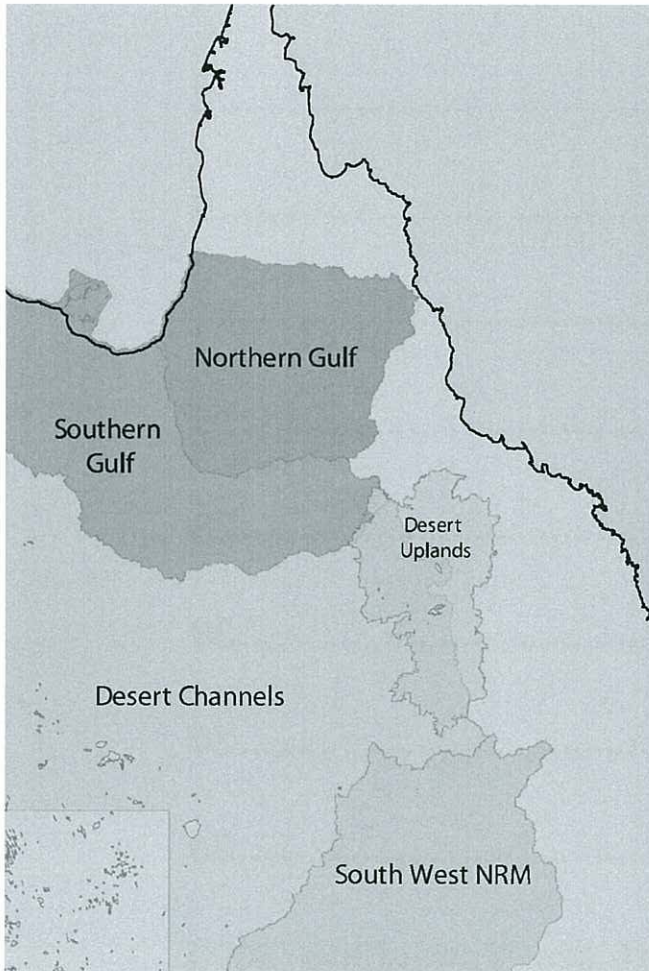 Northern Gulf
Southern
Gulf
Desert
Uplands
Desert Channels
South West NRM